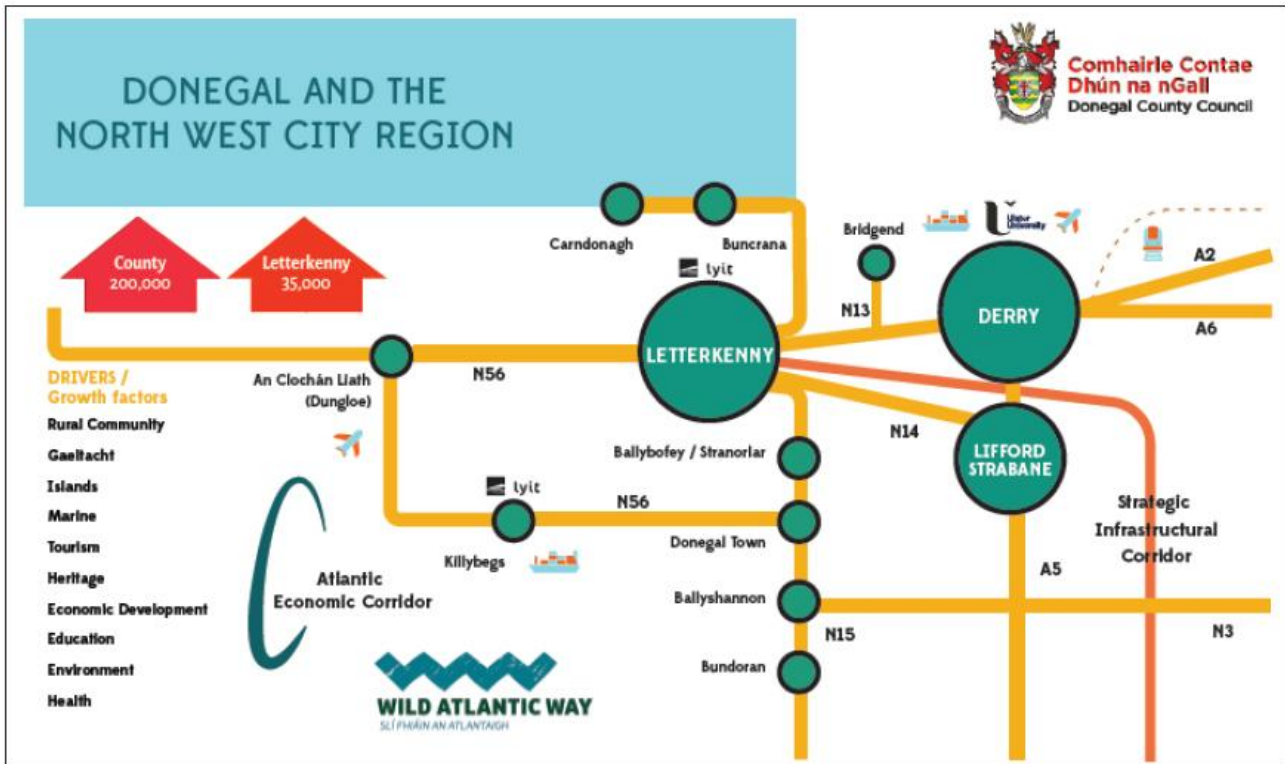 DONEGAL AND THE
NORTH WEST CITY REGION
Comhairle Contae
Dhún na nGall
Donegal County Council
County
200,000
Letterkenny
35,000
Carndonagh
Buncrana
Bridgend
Ulster
University
lyit
A2
A6
N13
DERRY
LETTERKENNY
An Clochán Liath
(Dungloe)
N56
N14
LIFFORD
STRABANE
DRIVERS /
Growth factors
Rural Community
Gaeltacht
Islands
Marine
Tourism
Heritage
Economic Development
Education
Environment
Health
Ballybofey / Stranorlar
lyit
N56
Killybegs
Donegal Town
Strategic
Infrastructural
Corridor
Atlantic
Economic Corridor
A5
Ballyshannon
N15
N3
Bundoran
WILD ATLANTIC WAY
SLÍ FHIÁIN AN ATLANTAIGH